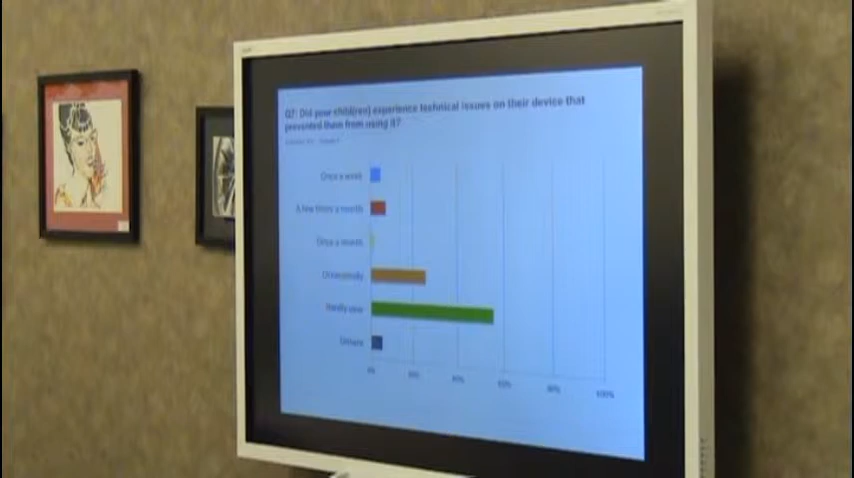 Q7: Did your child(ren) experience technical issues on their device that
prevented them from using it?
Once a week
A few times a month
Once a month
Occasionally
Hardly ever
0%
20%
40%
60%
80%
100%